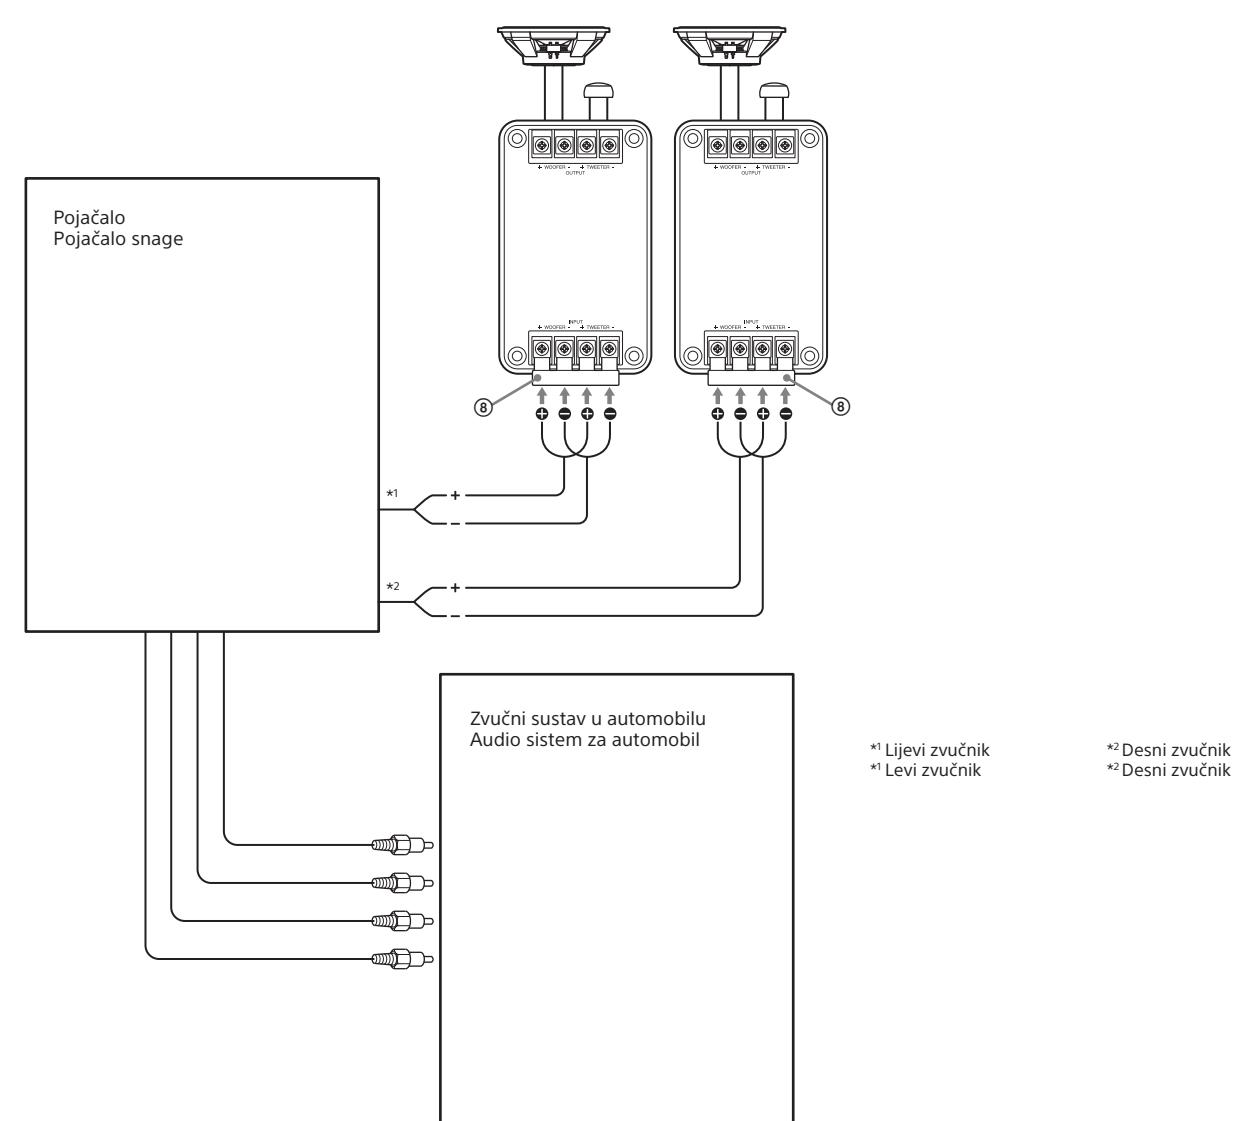 + WOOFER - + TWEETER -
OUTPUT
+ WOOFER - + TWEETER -
OUTPUT
Pojačalo
Pojačalo snage
INPUT
+ WOOFER - + TWEETER -
INPUT
+ WOOFER - + TWEETER -
⑧
⑧
*1
+
−
*2
+
−
Zvučni sustav u automobilu
Audio sistem za automobil
*1 Lijevi zvučnik
*1 Levi zvučnik
*2 Desni zvučnik
*2 Desni zvučnik